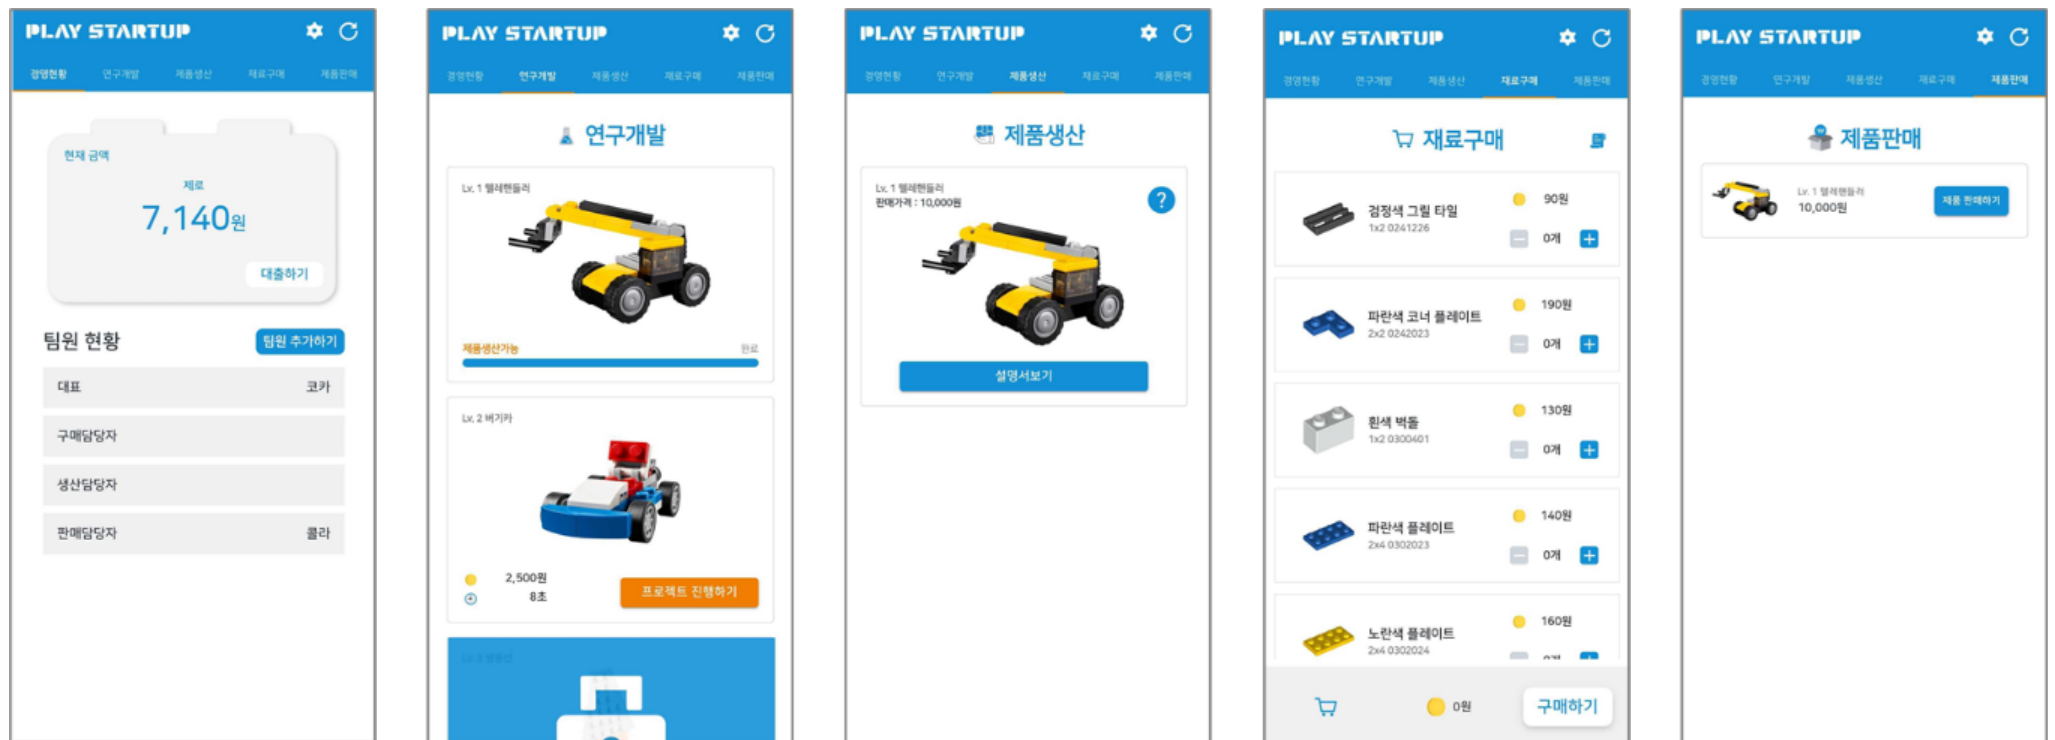 PLAY STARTUP
경영현황 연구개발 제품생산 재료구매 제품판매
현재 금액
제로
7,140원
대출하기
팀원 현황 팀원 추가하기
대표 코카
구매담당자
생산담당자
판매담당자 콜라
PLAY STARTUP
경영현황 연구개발 제품생산 재료구매 제품판매
연구개발
Lv. 1 텔레핸들러
제품생산가능 완료
Lv. 2 버기카
2,500원
8초
프로젝트 진행하기
PLAY STARTUP
경영현황 연구개발 제품생산 재료구매 제품판매
제품생산
Lv. 1 텔레핸들러
판매가격 : 10,000원
?
설명서보기
PLAY STARTUP
경영현황 연구개발 제품생산 재료구매 제품판매
재료구매
검정색 그릴 타일 90원
1x2 0241226 0개
파란색 코너 플레이트 190원
2x2 0242023 0개
흰색 벽돌 130원
1x2 0300401 0개
파란색 플레이트 140원
2x4 0302023 0개
노란색 플레이트 160원
2x4 0302024 0개
0원 구매하기
PLAY STARTUP
경영현황 연구개발 제품생산 재료구매 제품판매
제품판매
Lv. 1 텔레핸들러
10,000원
제품 판매하기